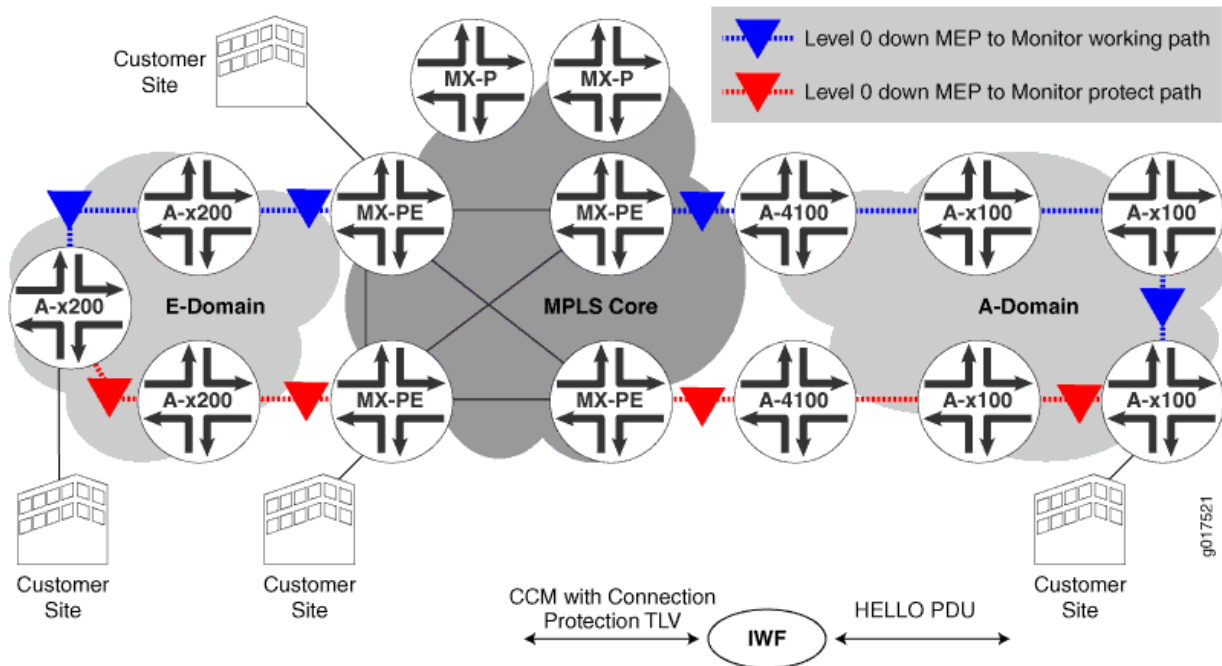 Customer
Site
MX-P
MX-P
Level 0 down MEP to Monitor working path
Level 0 down MEP to Monitor protect path
A-x200
MX-PE
MX-PE
A-4100
A-x100
A-x100
A-x200
E-Domain
MPLS Core
A-Domain
A-x200
MX-PE
MX-PE
A-4100
A-x100
A-x100
Customer
Site
Customer
Site
Customer
Site
g017521
CCM with Connection
Protection TLV
IWF
HELLO PDU